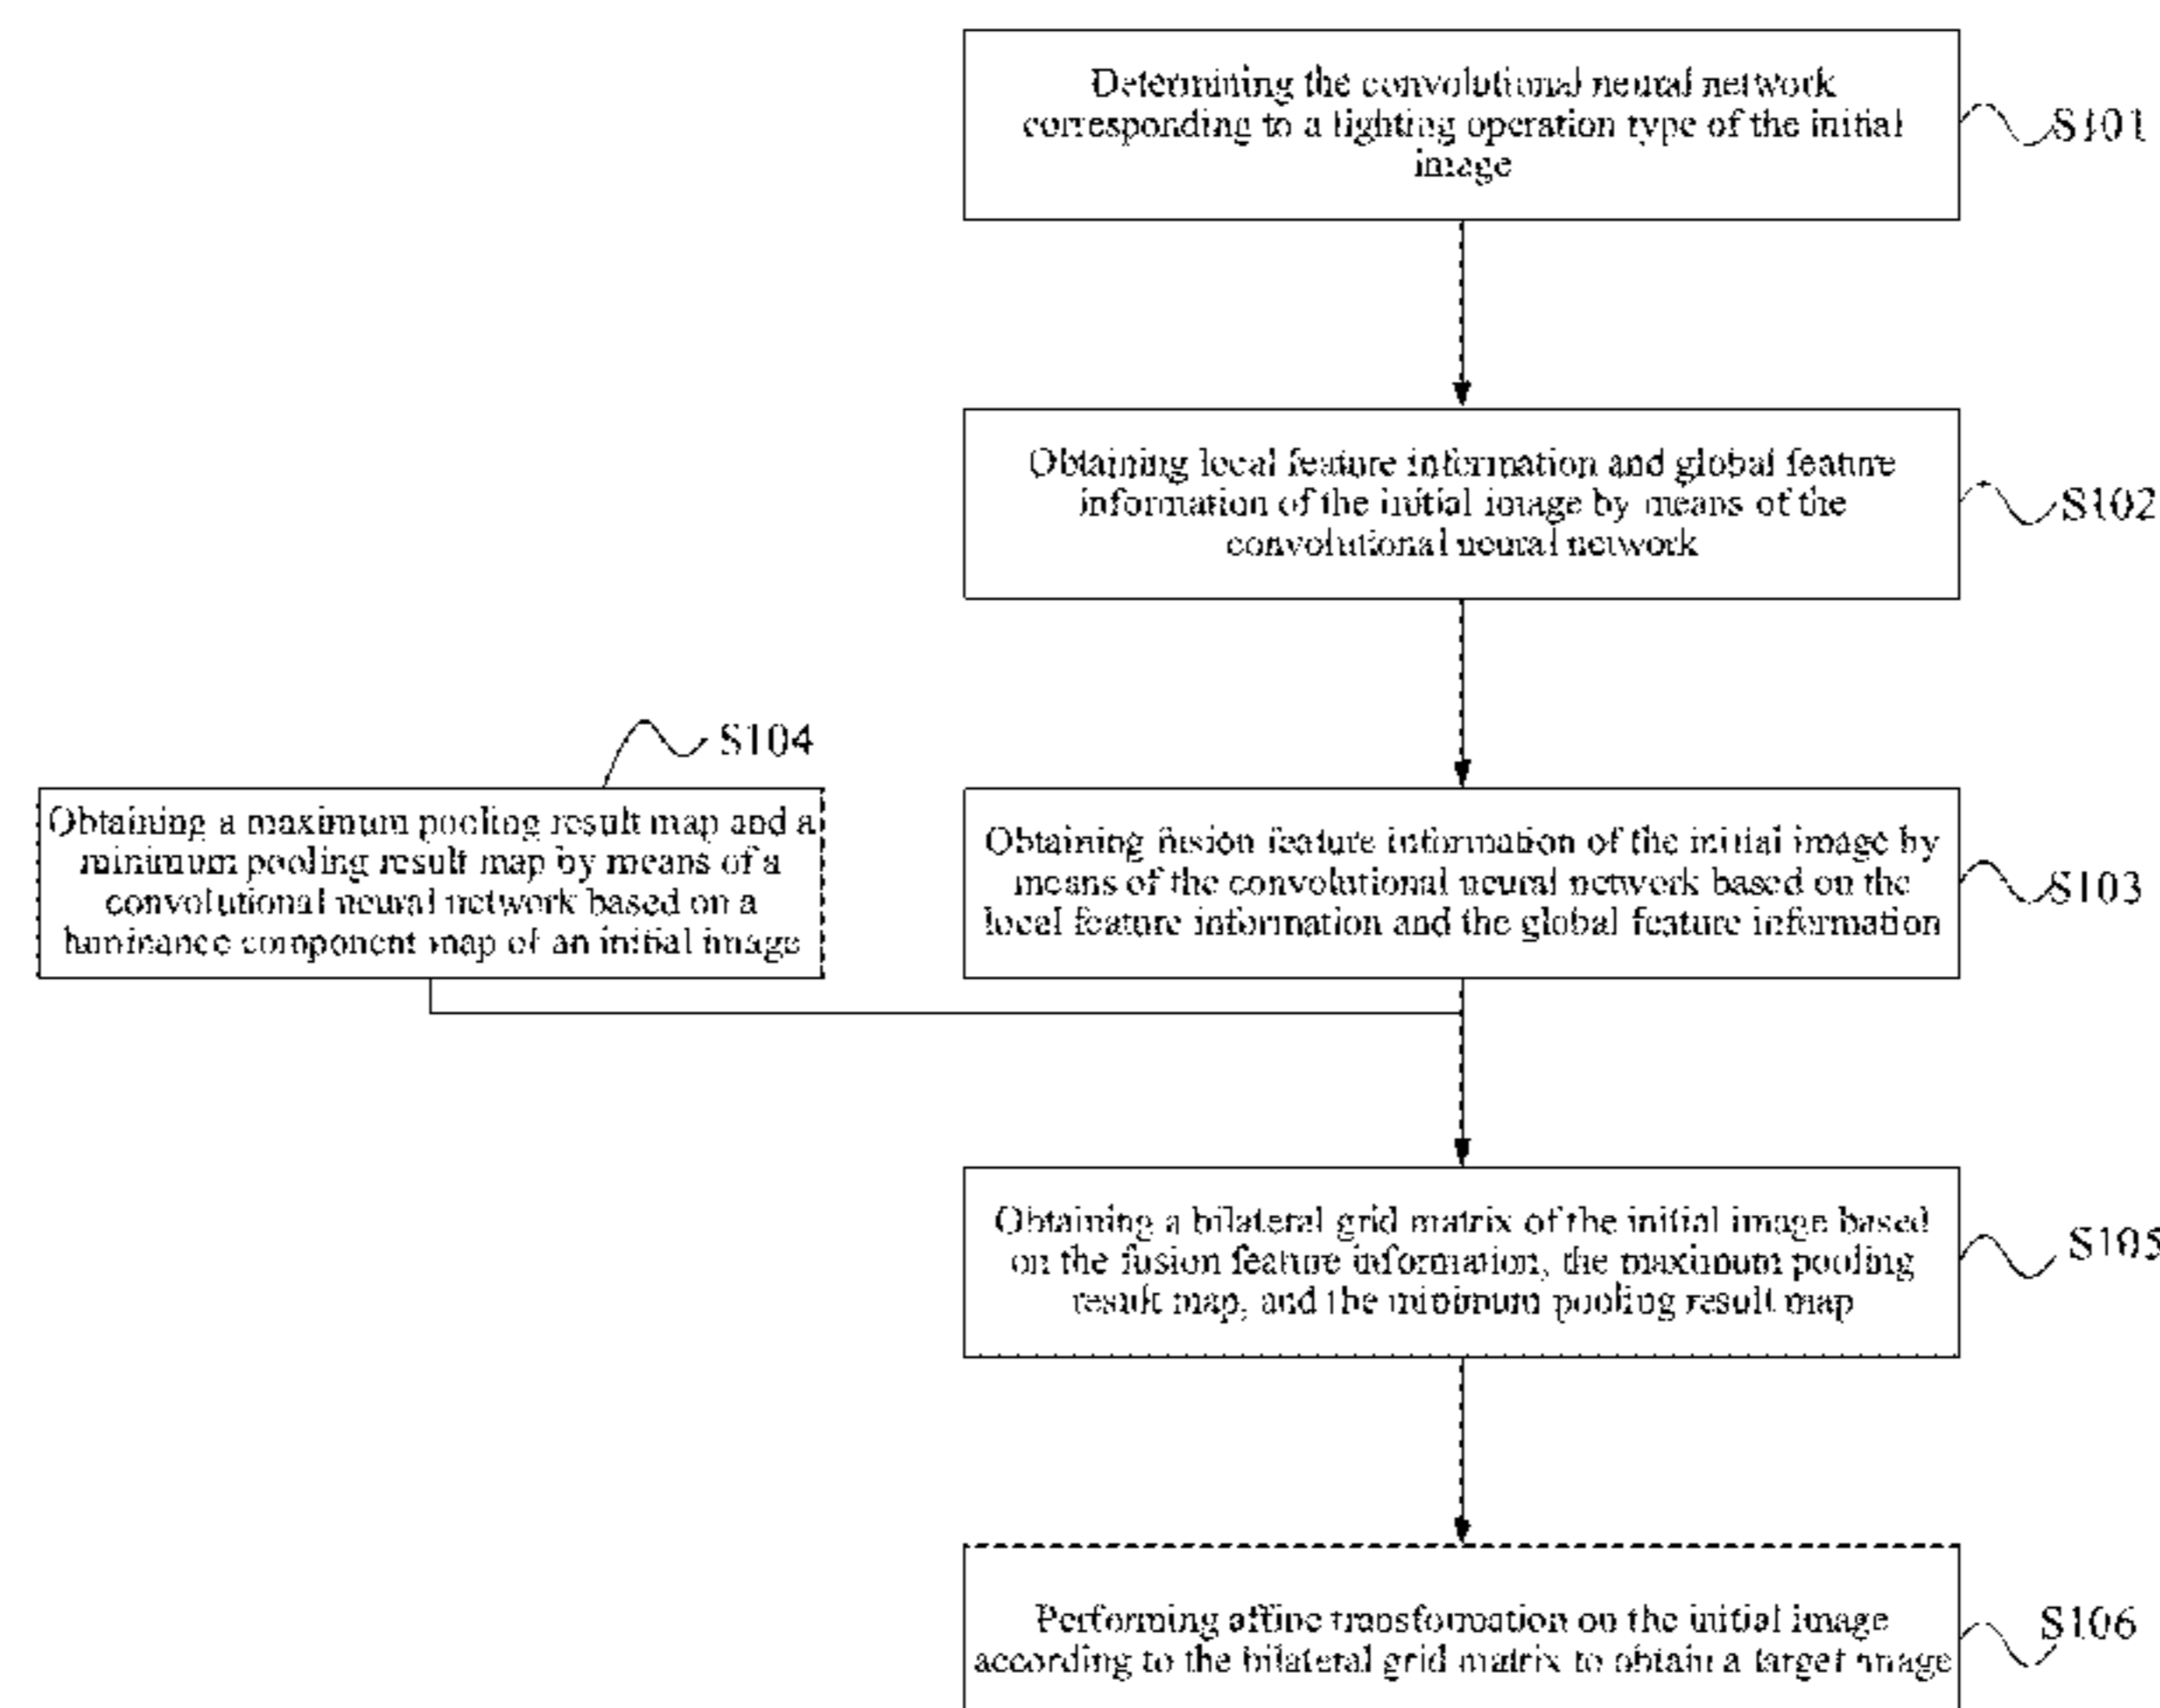 Determining the convolutional neural network
corresponding to a lighting operation type of the initial
image
S101
Obtaining local feature information and global feature
information of the initial image by means of the
convolutional neural network
S102
S104
Obtaining a maximum pooling result map and a
minimum pooling result map by means of a
convolutional neural network based on a
luminance component map of an initial image
Obtaining fusion feature information of the initial image by
means of the convolutional neural network based on the
local feature information and the global feature information
S103
Obtaining a bilateral grid matrix of the initial image based
on the fusion feature information, the maximum pooling
result map, and the minimum pooling result map
S105
Performing affine transformation on the initial image
according to the bilateral grid matrix to obtain a target image
S106